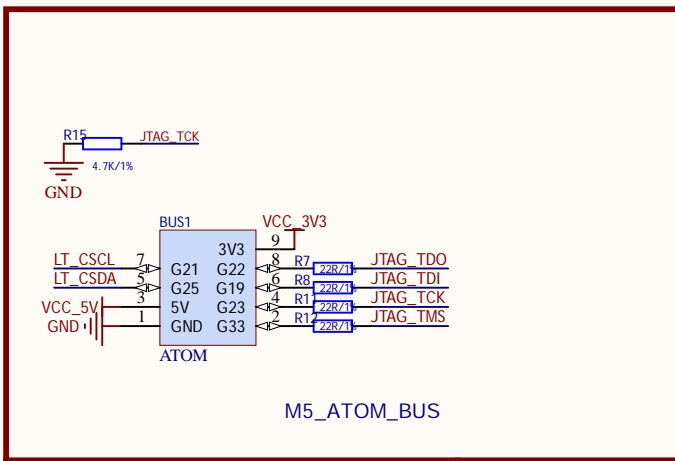 R15
JTAG_TCK
4.7K/1%
GND
BUS1
VCC_3V3
9
3V3
LT_CSCL 7 G21 G22 8 R7 22R/1% JTAG_TDO
LT_CSDA 5 G25 G19 6 R8 22R/1% JTAG_TDI
VCC_5V 3 5V G23 4 R11 22R/1% JTAG_TCK
GND 1 GND G33 2 R12 22R/1% JTAG_TMS
ATOM
M5_ATOM_BUS